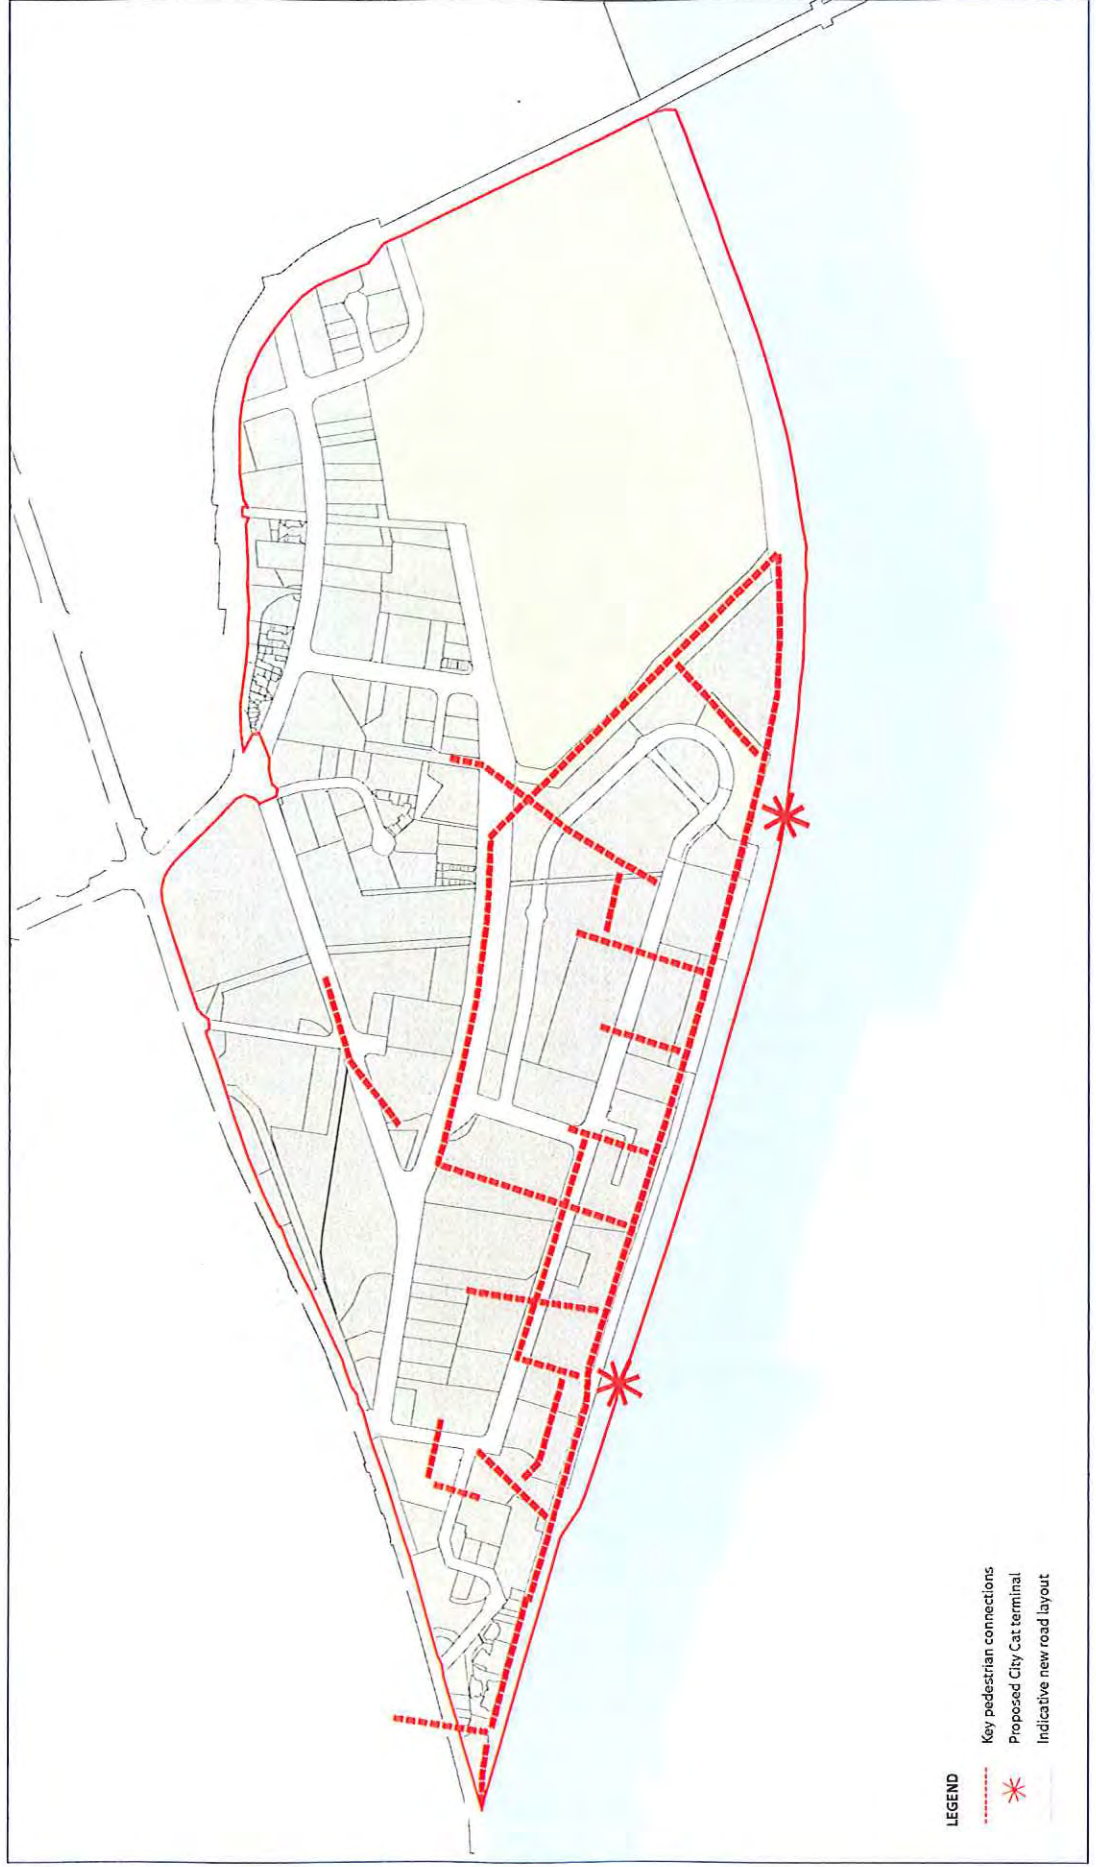 LEGEND
Key pedestrian connections
Proposed City Cat terminal
Indicative new road layout